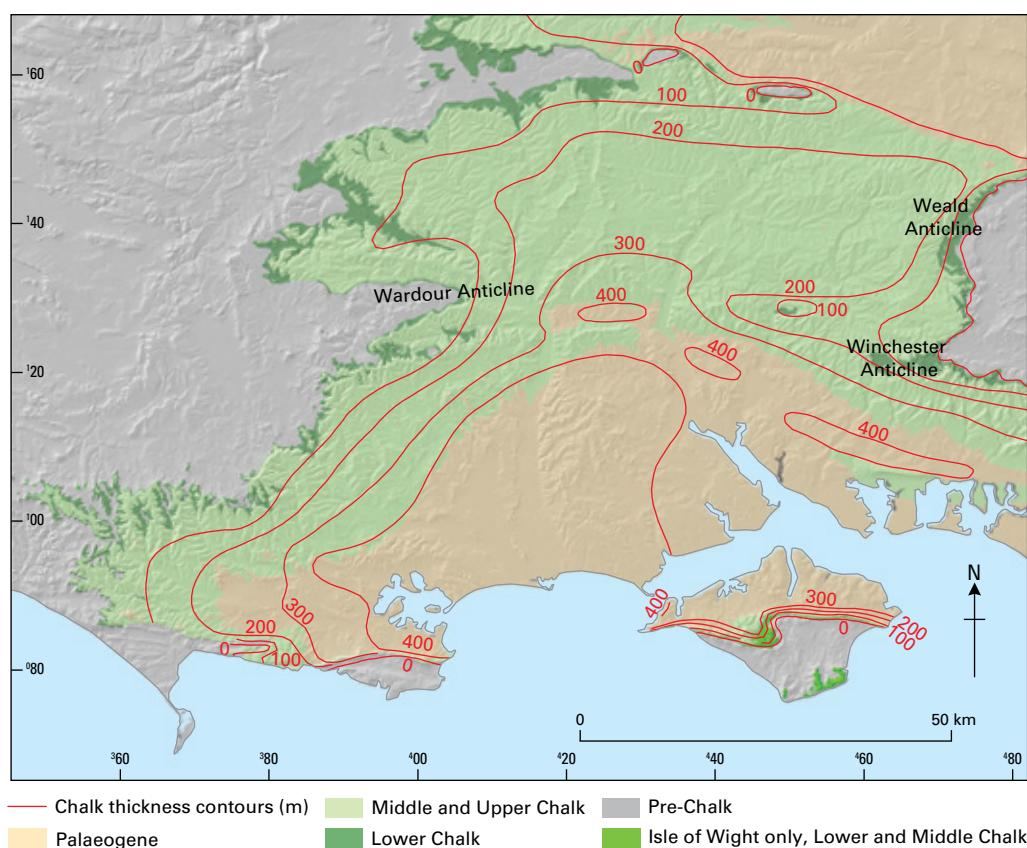 ¹60
0
0
100
200
¹40
Weald
Anticline
300
Wardour Anticline
200
400
100
400
Winchester
Anticline
¹20
400
¹00
N
400
300
300
200
0
200
100
0
400
100
0
⁰80
0
50 km
³60
³80
⁴00
⁴20
⁴40
⁴60
⁴80
Chalk thickness contours (m)
Middle and Upper Chalk
Pre-Chalk
Palaeogene
Lower Chalk
Isle of Wight only, Lower and Middle Chalk